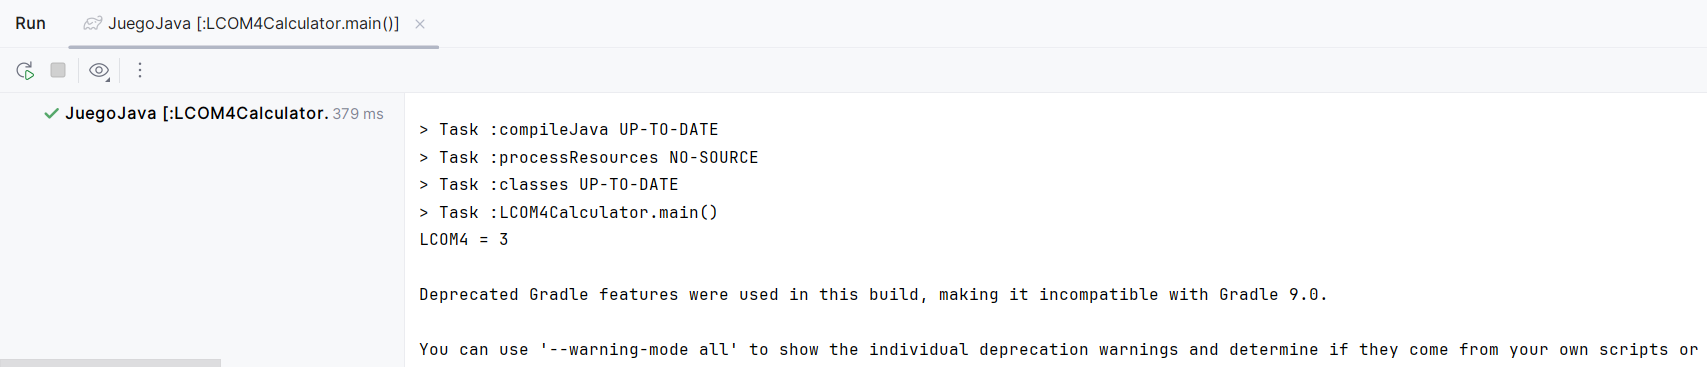 Run JuegoJava [:LCOM4Calculator.main()]
JuegoJava [:LCOM4Calculator. 379 ms
> Task :compileJava UP-TO-DATE
> Task :processResources NO-SOURCE
> Task :classes UP-TO-DATE
> Task :LCOM4Calculator.main()
LCOM4 = 3
Deprecated Gradle features were used in this build, making it incompatible with Gradle 9.0.
You can use '--warning-mode all' to show the individual deprecation warnings and determine if they come from your own scripts or